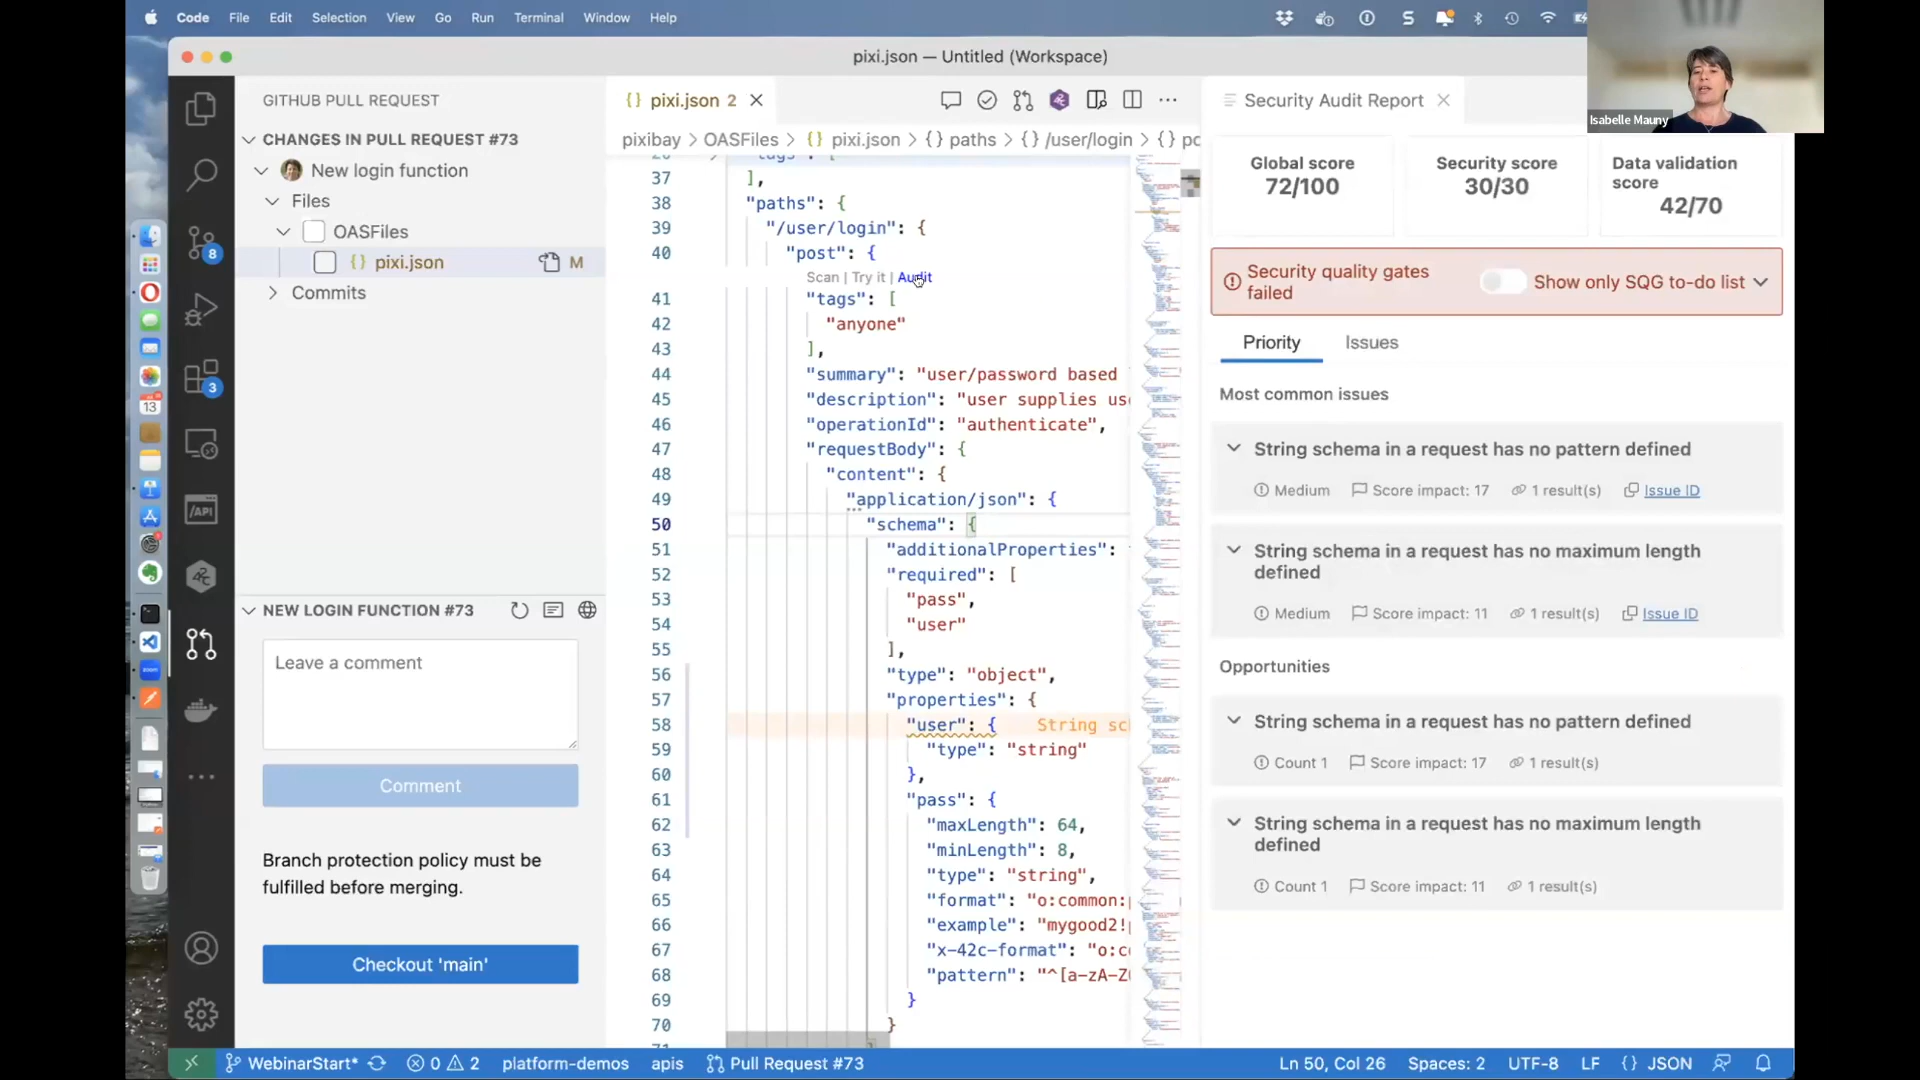 Code File Edit Selection View Go Run Terminal Window Help
pixi.json — Untitled (Workspace)
Isabelle Mauny
GITHUB PULL REQUEST
CHANGES IN PULL REQUEST #73
New login function
Files
OASFiles
pixi.json M
Commits
8
3
13
/API
NEW LOGIN FUNCTION #73
Leave a comment
Comment
Branch protection policy must be
fulfilled before merging.
Checkout 'main'
{} pixi.json 2
pixibay > OASFiles > {} pixi.json > {} paths > {} /user/login > {} pc
37 ],
38 "paths": {
39 "/user/login": {
40 "post": {
Scan | Try it | Audit
41 "tags": [
42 "anyone"
43 ],
44 "summary": "user/password based
45 "description": "user supplies use
46 "operationId": "authenticate",
47 "requestBody": {
48 "content": {
49 "application/json": {
50 "schema": {
51 "additionalProperties":
52 "required": [
53 "pass",
54 "user"
55 ],
56 "type": "object",
57 "properties": {
58 "user": { String sch
59 "type": "string"
60 },
61 "pass": {
62 "maxLength": 64,
63 "minLength": 8,
64 "type": "string",
65 "format": "o:common:p
66 "example": "mygood2!p
67 "x-42c-format": "o:co
68 "pattern": "^[a-zA-Z0
69 }
70 }
Security Audit Report
Global score
72/100
Security score
30/30
Data validation
score
42/70
Security quality gates
failed
Show only SQG to-do list
Priority Issues
Most common issues
String schema in a request has no pattern defined
Medium Score impact: 17 1 result(s) Issue ID
String schema in a request has no maximum length
defined
Medium Score impact: 11 1 result(s) Issue ID
Opportunities
String schema in a request has no pattern defined
Count 1 Score impact: 17 1 result(s)
String schema in a request has no maximum length
defined
Count 1 Score impact: 11 1 result(s)
WebinarStart* 0 2 platform-demos apis Pull Request #73 Ln 50, Col 26 Spaces: 2 UTF-8 LF {} JSON